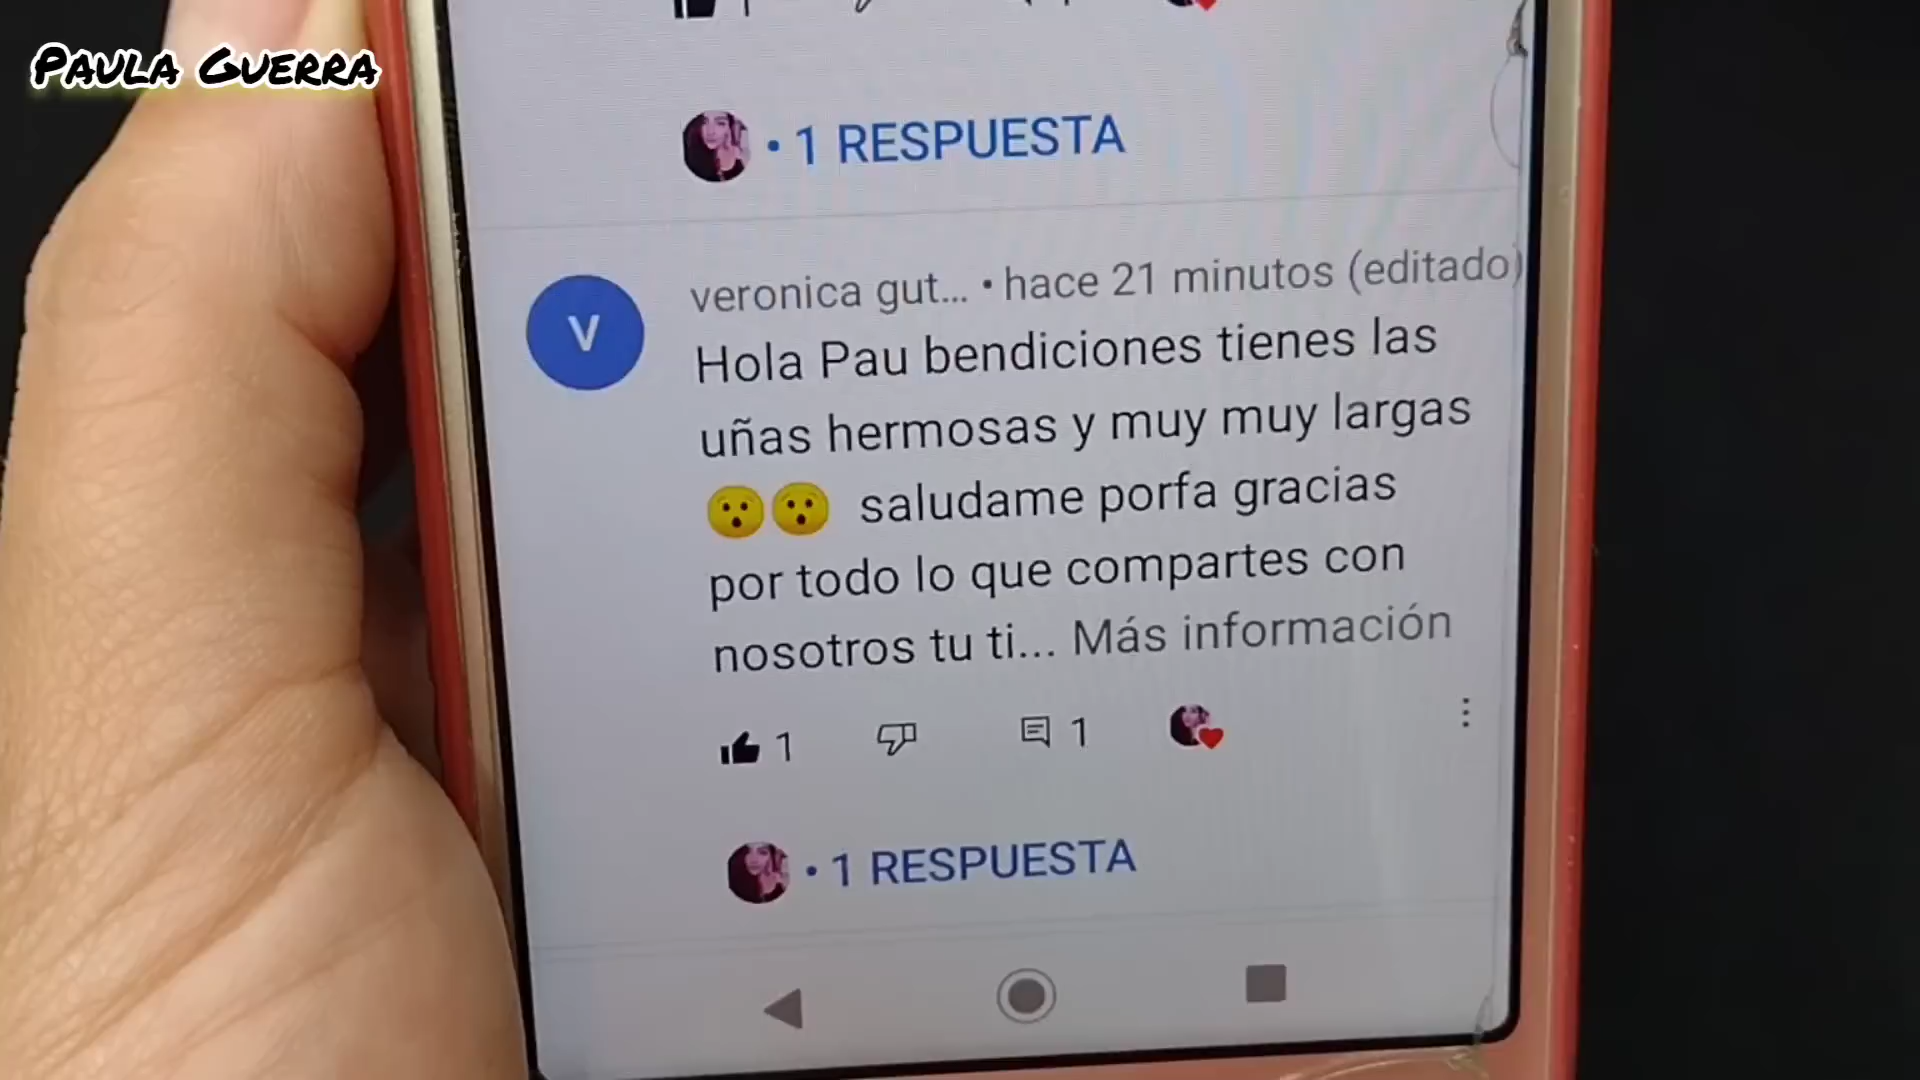 PAULA GUERRA
• 1 RESPUESTA
V
veronica gut... • hace 21 minutos (editado)
Hola Pau bendiciones tienes las
uñas hermosas y muy muy largas
😯😯 saludame porfa gracias
por todo lo que compartes con
nosotros tu ti... Más información
1 1
• 1 RESPUESTA